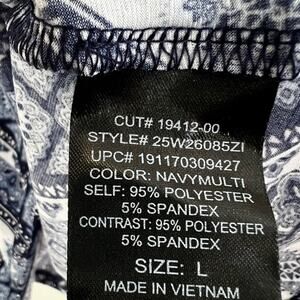 CUT# 19412-00
STYLE# 25W26085ZI
UPC# 191170309427
COLOR: NAVYMULTI
SELF: 95% POLYESTER
5% SPANDEX
CONTRAST: 95% POLYESTER
5% SPANDEX
SIZE: L
MADE IN VIETNAM